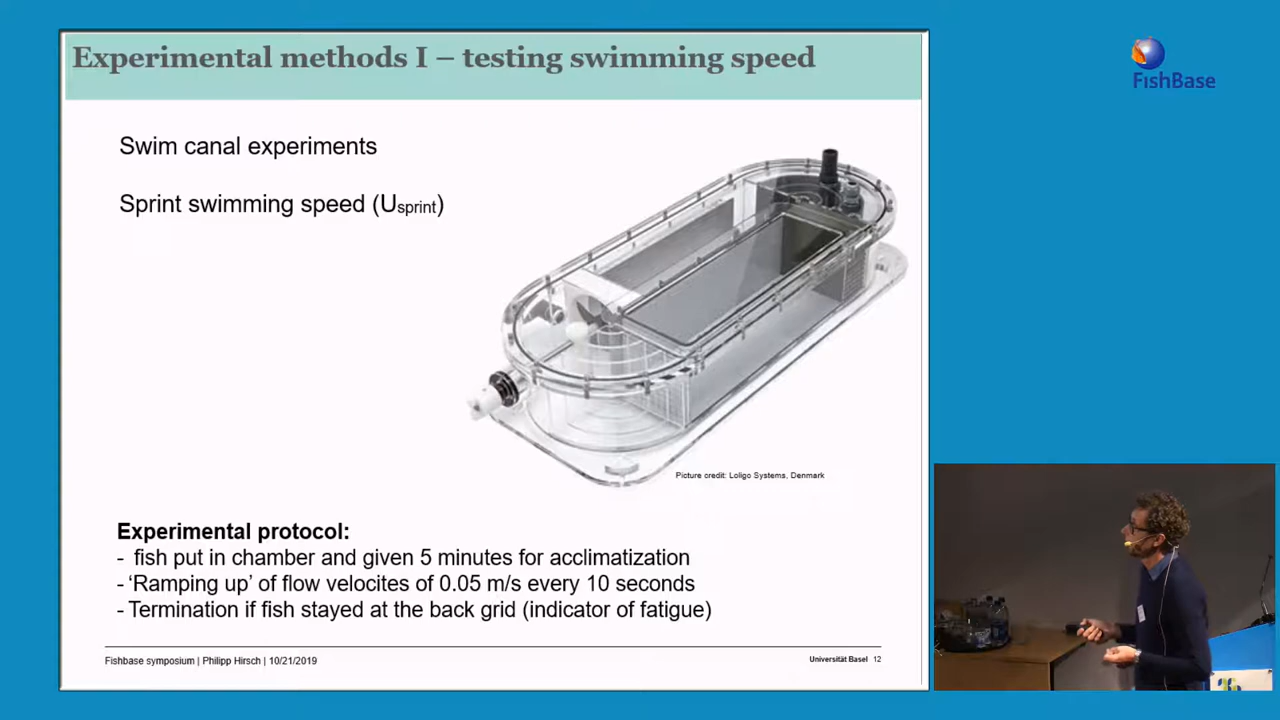 Experimental methods I – testing swimming speed
FishBase
Swim canal experiments
Sprint swimming speed (Usprint)
Picture credit: Loligo Systems, Denmark
Experimental protocol:
- fish put in chamber and given 5 minutes for acclimatization
- ‘Ramping up’ of flow velocites of 0.05 m/s every 10 seconds
- Termination if fish stayed at the back grid (indicator of fatigue)
Fishbase symposium | Philipp Hirsch | 10/21/2019
Universität Basel 12